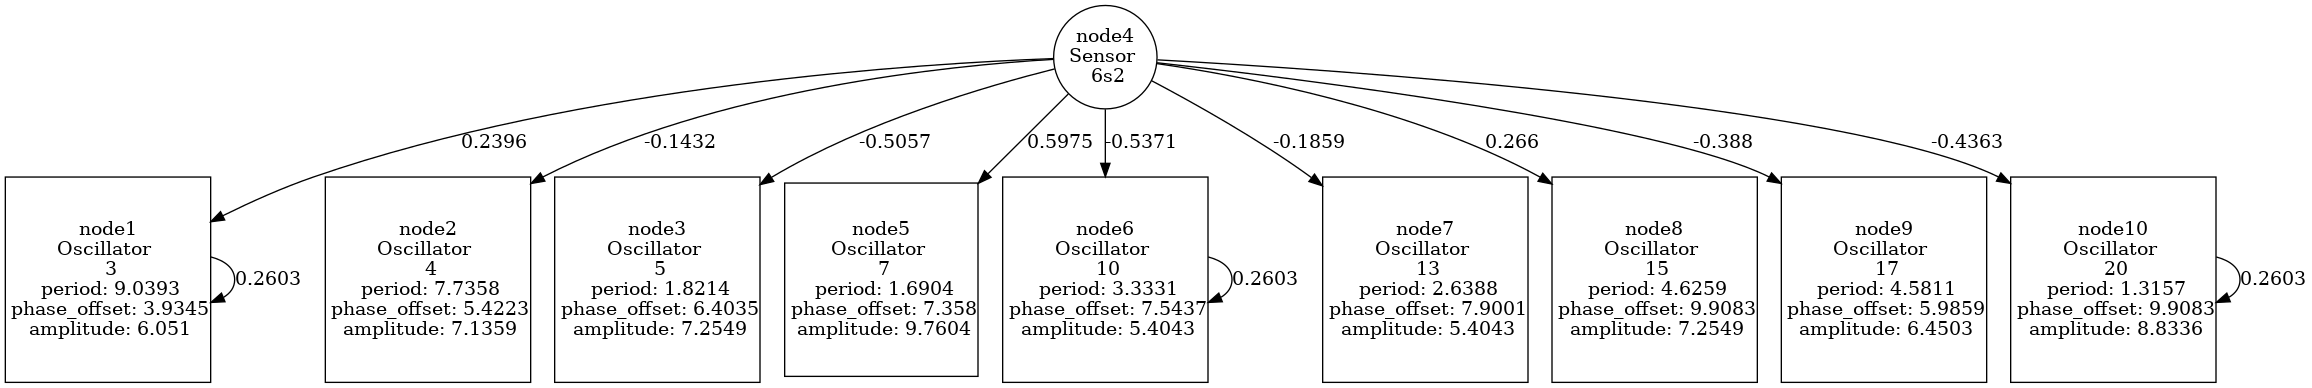 node4
Sensor
6s2
0.2396
-0.1432
-0.5057
0.5975
-0.5371
-0.1859
0.266
-0.388
-0.4363
node1
Oscillator
3
period: 9.0393
phase_offset: 3.9345
amplitude: 6.051
0.2603
node2
Oscillator
4
period: 7.7358
phase_offset: 5.4223
amplitude: 7.1359
node3
Oscillator
5
period: 1.8214
phase_offset: 6.4035
amplitude: 7.2549
node5
Oscillator
7
period: 1.6904
phase_offset: 7.358
amplitude: 9.7604
node6
Oscillator
10
period: 3.3331
phase_offset: 7.5437
amplitude: 5.4043
0.2603
node7
Oscillator
13
period: 2.6388
phase_offset: 7.9001
amplitude: 5.4043
node8
Oscillator
15
period: 4.6259
phase_offset: 9.9083
amplitude: 7.2549
node9
Oscillator
17
period: 4.5811
phase_offset: 5.9859
amplitude: 6.4503
node10
Oscillator
20
period: 1.3157
phase_offset: 9.9083
amplitude: 8.8336
0.2603